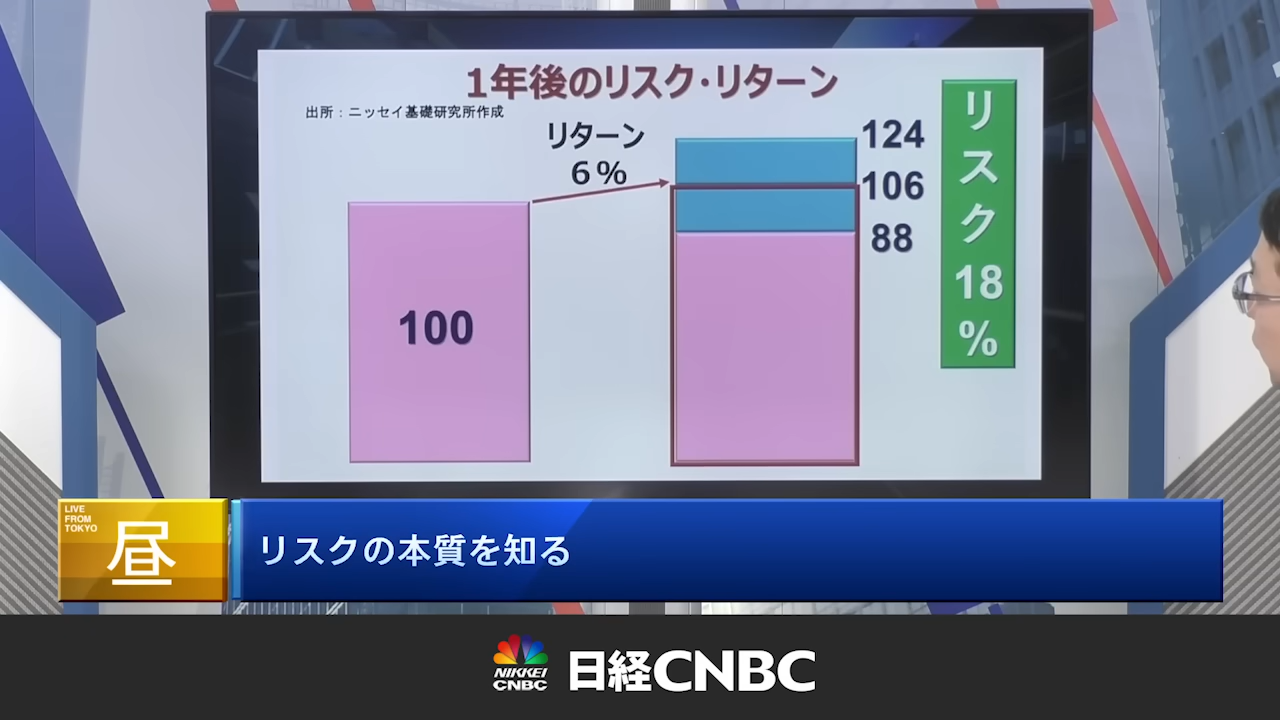 1年後のリスク・リターン
出所：ニッセイ基礎研究所作成
リターン
6%
100
124
106
88
リスク18%
LIVE
FROM
TOKYO
昼
リスクの本質を知る
NIKKEI
CNBC
日経CNBC